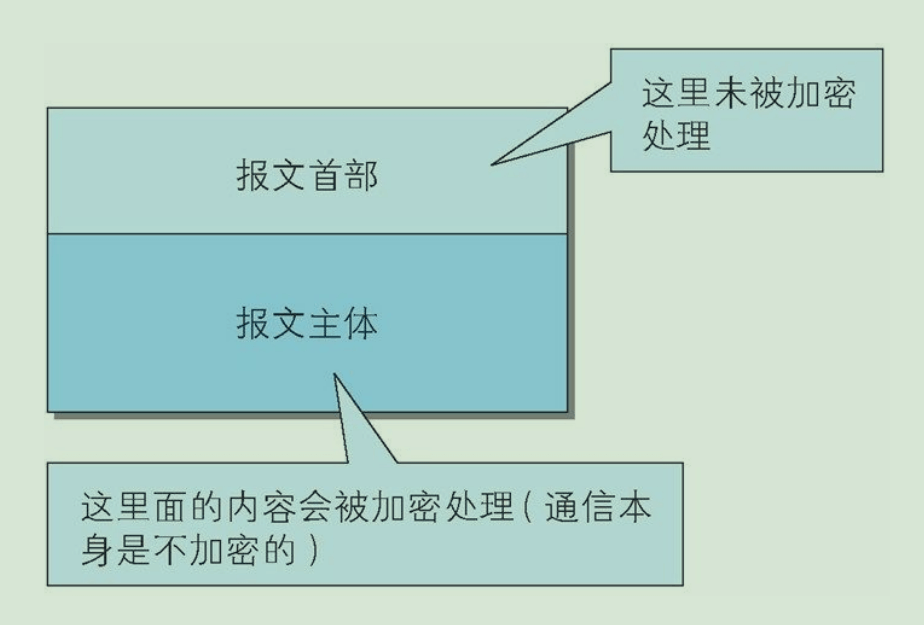 这里未被加密
处理
报文首部
报文主体
这里面的内容会被加密处理（通信本
身是不加密的）